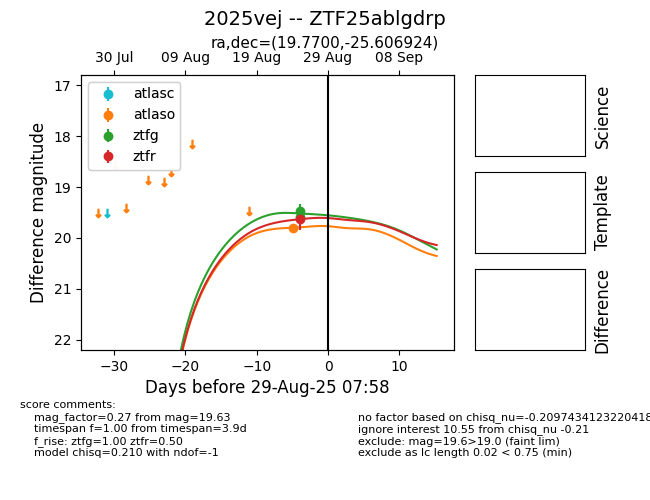 2025vej -- ZTF25ablgdrp
ra,dec=(19.7700,-25.606924)
30 Jul 09 Aug 19 Aug 29 Aug 08 Sep
atlasc
atlaso
ztfg
ztfr
17
18
19
20
21
22
Difference magnitude
−30 −20 −10 0 10
Days before 29-Aug-25 07:58
Science
Template
Difference
score comments:
mag_factor=0.27 from mag=19.63
timespan f=1.00 from timespan=3.9d
f_rise: ztfg=1.00 ztfr=0.50
model chisq=0.210 with ndof=-1
no factor based on chisq_nu=-0.2097434123220418
ignore interest 10.55 from chisq_nu -0.21
exclude: mag=19.6>19.0 (faint lim)
exclude as lc length 0.02 < 0.75 (min)